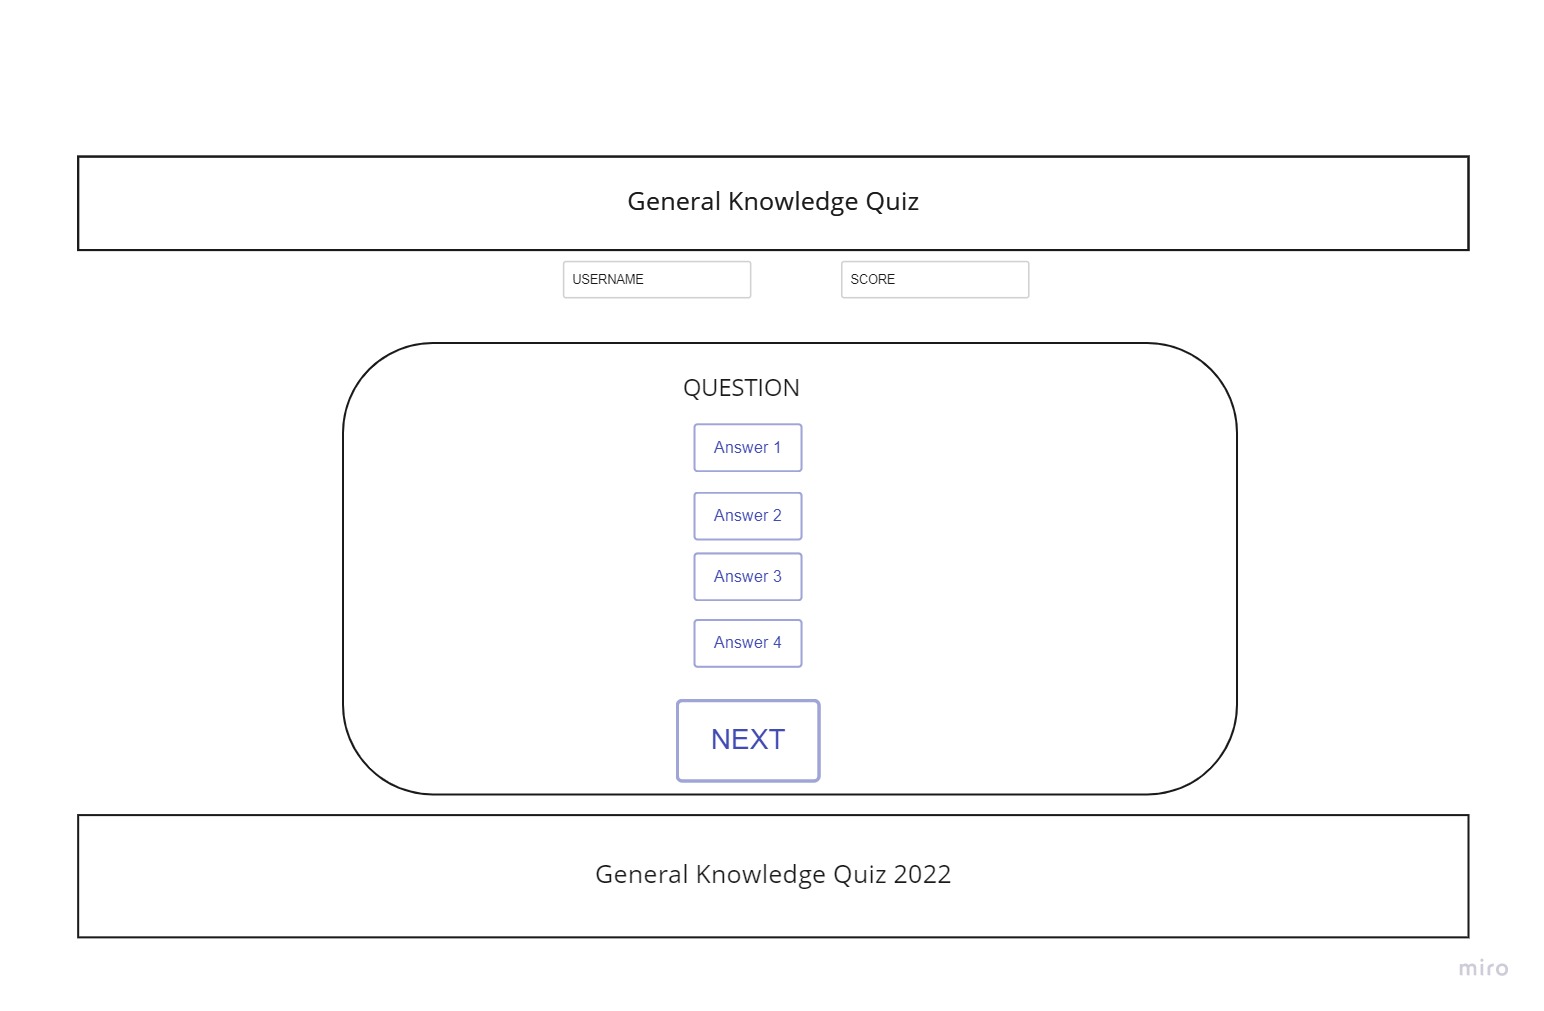 General Knowledge Quiz
USERNAME
SCORE
QUESTION
Answer 1
Answer 2
Answer 3
Answer 4
NEXT
General Knowledge Quiz 2022
miro